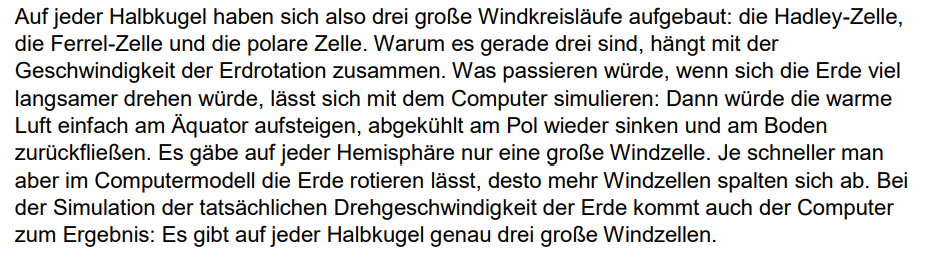 Auf jeder Halbkugel haben sich also drei große Windkreisläufe aufgebaut: die Hadley-Zelle,
die Ferrel-Zelle und die polare Zelle. Warum es gerade drei sind, hängt mit der
Geschwindigkeit der Erdrotation zusammen. Was passieren würde, wenn sich die Erde viel
langsamer drehen würde, lässt sich mit dem Computer simulieren: Dann würde die warme
Luft einfach am Äquator aufsteigen, abgekühlt am Pol wieder sinken und am Boden
zurückfließen. Es gäbe auf jeder Hemisphäre nur eine große Windzelle. Je schneller man
aber im Computermodell die Erde rotieren lässt, desto mehr Windzellen spalten sich ab. Bei
der Simulation der tatsächlichen Drehgeschwindigkeit der Erde kommt auch der Computer
zum Ergebnis: Es gibt auf jeder Halbkugel genau drei große Windzellen.